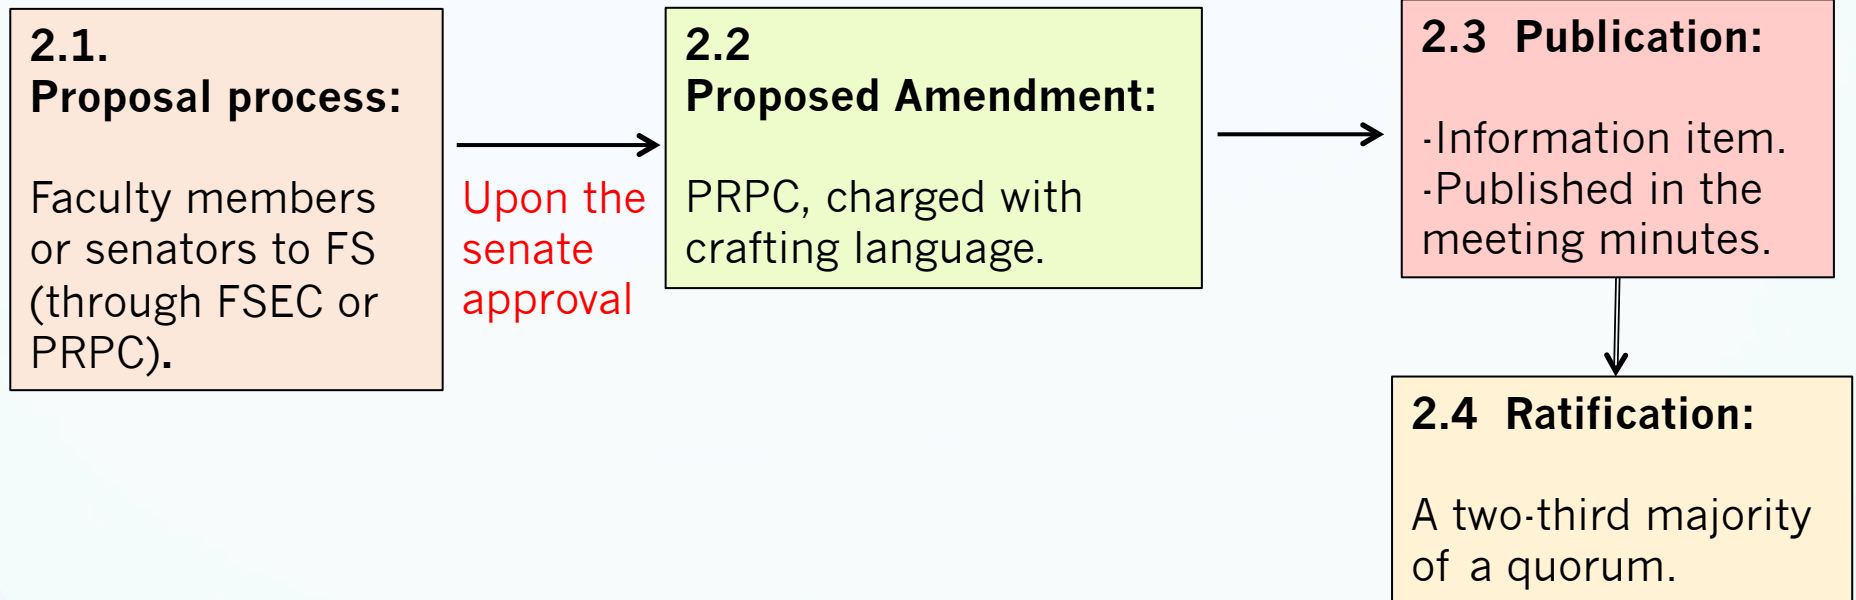 2.1.
Proposal process:
Faculty members
or senators to FS
(through FSEC or
PRPC).
Upon the
senate
approval
2.2
Proposed Amendment:
PRPC, charged with
crafting language.
2.3 Publication:
-Information item.
-Published in the
meeting minutes.
2.4 Ratification:
A two-third majority
of a quorum.